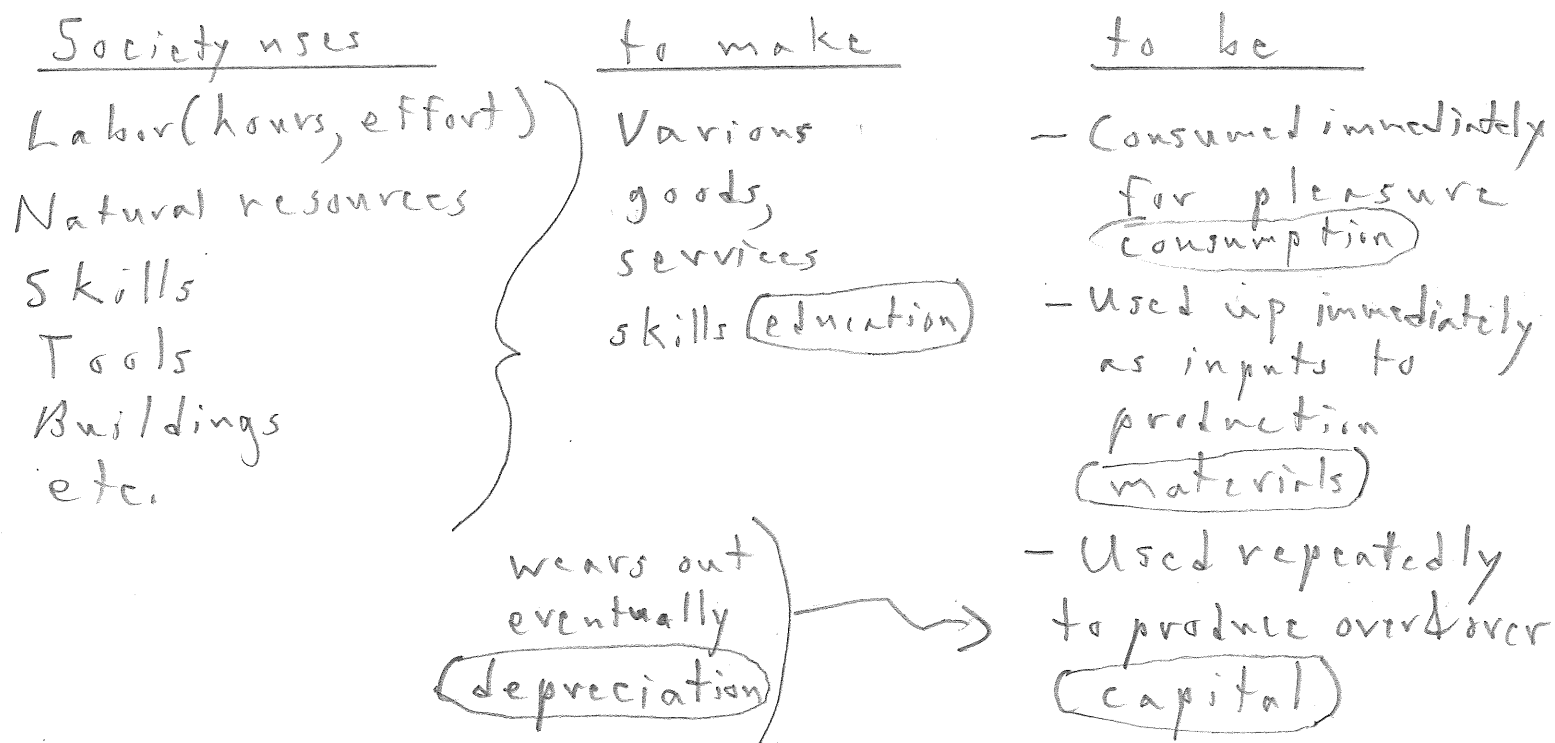 Society uses
Labor (hours, effort)
Natural resources
Skills
Tools
Buildings
etc.
to make
Various
goods,
services
skills education
wears out
eventually
depreciation
to be
- Consumed immediately
for pleasure
consumption
- Used up immediately
as inputs to
production
materials
- Used repeatedly
to produce over & over
capital